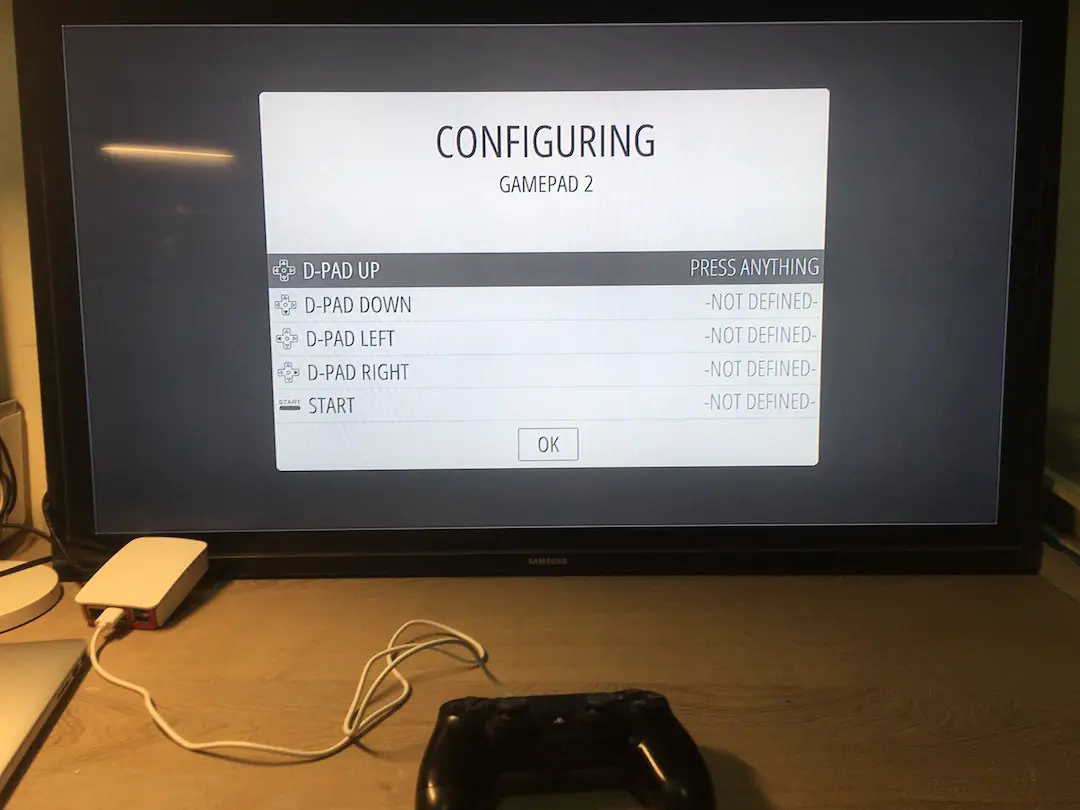 CONFIGURING
GAMEPAD 2
D-PAD UP PRESS ANYTHING
D-PAD DOWN -NOT DEFINED-
D-PAD LEFT -NOT DEFINED-
D-PAD RIGHT -NOT DEFINED-
START START -NOT DEFINED-
OK
SAMSUNG